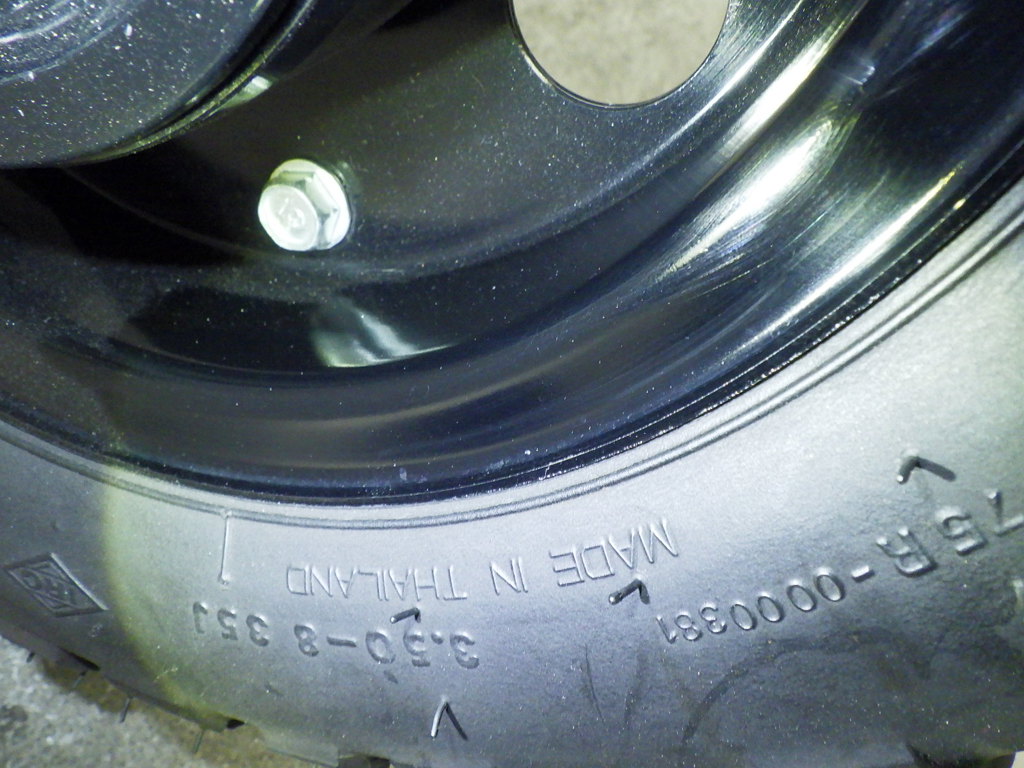 MADE IN THAILAND
3.50-8 35J
75R-0000381